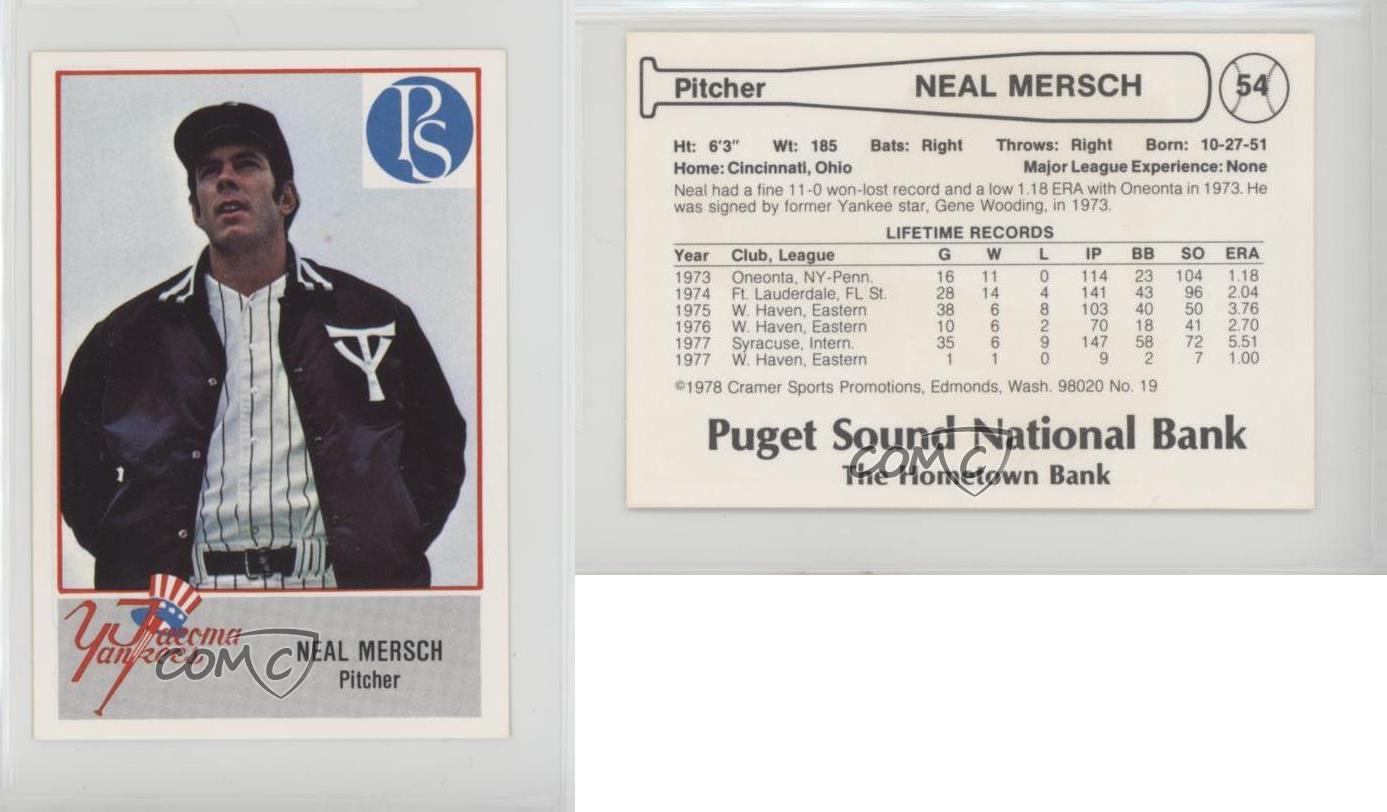 PS
TY
Tacoma
Yankees
NEAL MERSCH
Pitcher
COMC
Pitcher NEAL MERSCH 54
Ht: 6'3" Wt: 185 Bats: Right Throws: Right Born: 10-27-51
Home: Cincinnati, Ohio Major League Experience: None
Neal had a fine 11-0 won-lost record and a low 1.18 ERA with Oneonta in 1973. He
was signed by former Yankee star, Gene Wooding, in 1973.
LIFETIME RECORDS
Year Club, League G W L IP BB SO ERA
1973 Oneonta, NY-Penn. 16 11 0 114 23 104 1.18
1974 Ft. Lauderdale, FL St. 28 14 4 141 43 96 2.04
1975 W. Haven, Eastern 38 6 8 103 40 50 3.76
1976 W. Haven, Eastern 10 6 2 70 18 41 2.70
1977 Syracuse, Intern. 35 6 9 147 58 72 5.51
1977 W. Haven, Eastern 1 1 0 9 2 7 1.00
©1978 Cramer Sports Promotions, Edmonds, Wash. 98020 No. 19
Puget Sound National Bank
The Hometown Bank
COMC